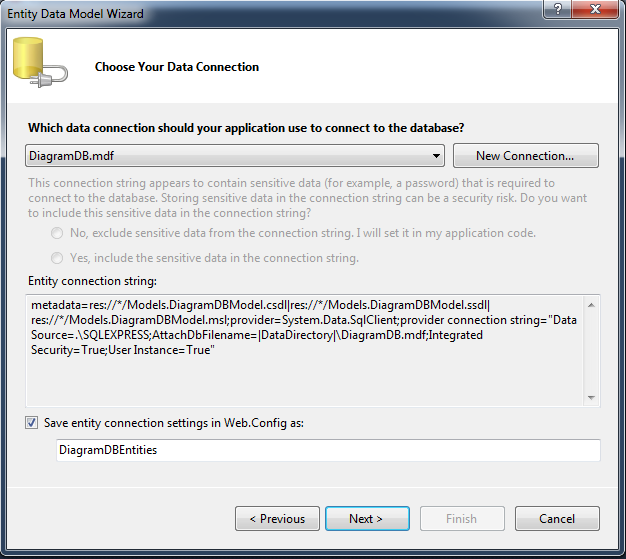 Entity Data Model Wizard
?
Choose Your Data Connection
Which data connection should your application use to connect to the database?
DiagramDB.mdf
New Connection...
This connection string appears to contain sensitive data (for example, a password) that is required to
connect to the database. Storing sensitive data in the connection string can be a security risk. Do you want
to include this sensitive data in the connection string?
No, exclude sensitive data from the connection string. I will set it in my application code.
Yes, include the sensitive data in the connection string.
Entity connection string:
metadata=res://*/Models.DiagramDBModel.csdl|res://*/Models.DiagramDBModel.ssdl|
res://*/Models.DiagramDBModel.msl;provider=System.Data.SqlClient;provider connection string="Data
Source=.\SQLEXPRESS;AttachDbFilename=|DataDirectory|\DiagramDB.mdf;Integrated
Security=True;User Instance=True"
Save entity connection settings in Web.Config as:
DiagramDBEntities
< Previous
Next >
Finish
Cancel